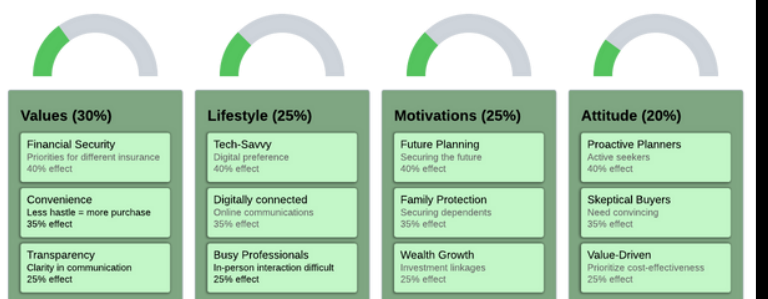 Values (30%)
Financial Security
Priorities for different insurance
40% effect
Convenience
Less hastle = more purchase
35% effect
Transparency
Clarity in communication
25% effect
Lifestyle (25%)
Tech-Savvy
Digital preference
40% effect
Digitally connected
Online communications
35% effect
Busy Professionals
In-person interaction difficult
25% effect
Motivations (25%)
Future Planning
Securing the future
40% effect
Family Protection
Securing dependents
35% effect
Wealth Growth
Investment linkages
25% effect
Attitude (20%)
Proactive Planners
Active seekers
40% effect
Skeptical Buyers
Need convincing
35% effect
Value-Driven
Prioritize cost-effectiveness
25% effect